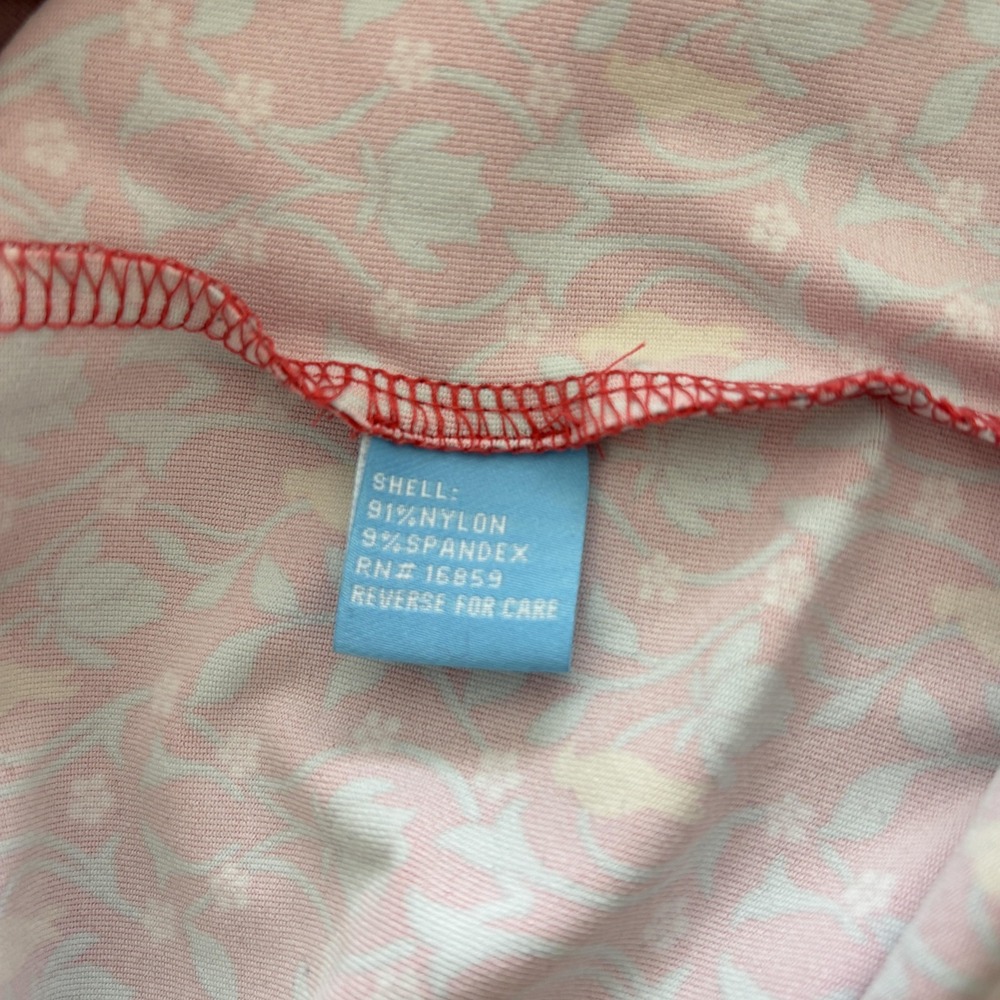 SHELL:
91%NYLON
9%SPANDEX
RN# 16859
REVERSE FOR CARE